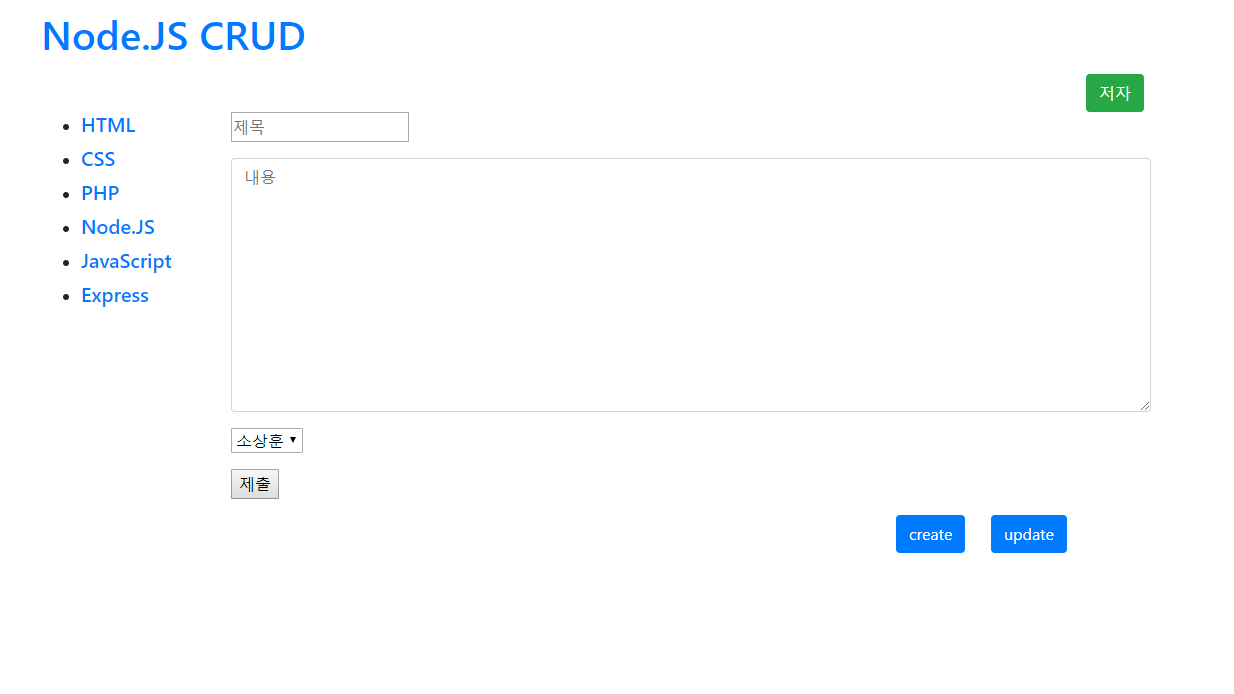 Node.JS CRUD
저자
HTML
CSS
PHP
Node.JS
JavaScript
Express
제목
내용
소상훈
제출
create
update